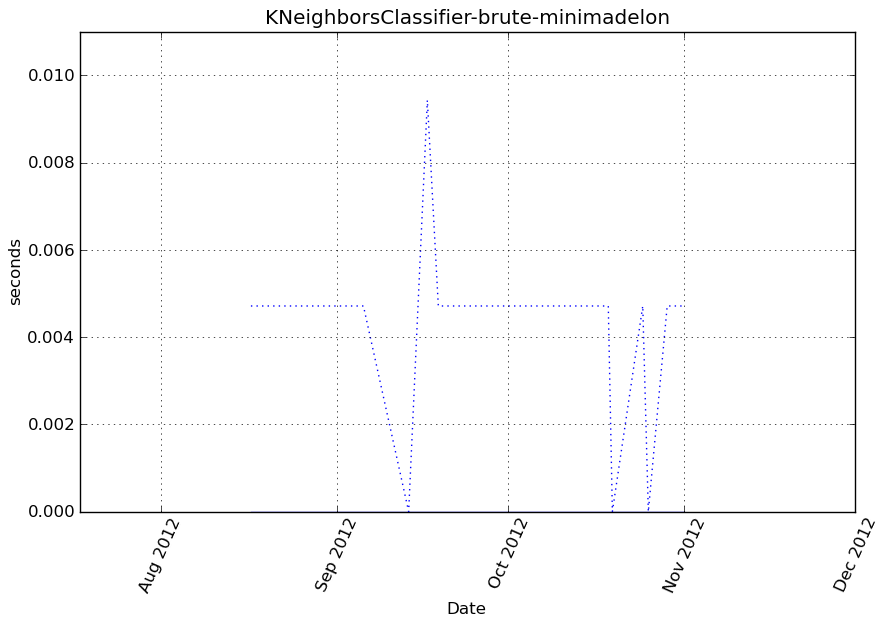 KNeighborsClassifier-brute-minimadelon
0.010
0.008
0.006
0.004
0.002
0.000
seconds
Aug 2012
Sep 2012
Oct 2012
Nov 2012
Dec 2012
Date